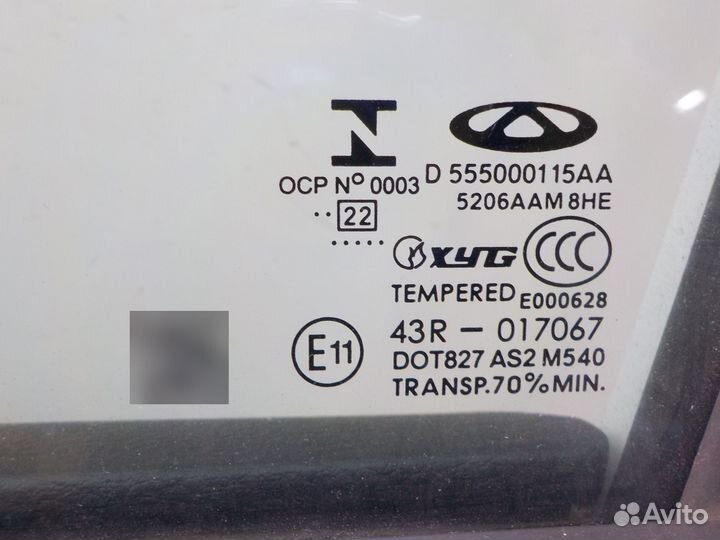 OCP Nº 0003
D 555000115AA
5206AAM 8HE
··22
·····
XYG
CCC
TEMPERED
E000628
E11
43R – 017067
DOT827 AS2 M540
TRANSP.70%MIN.
Avito